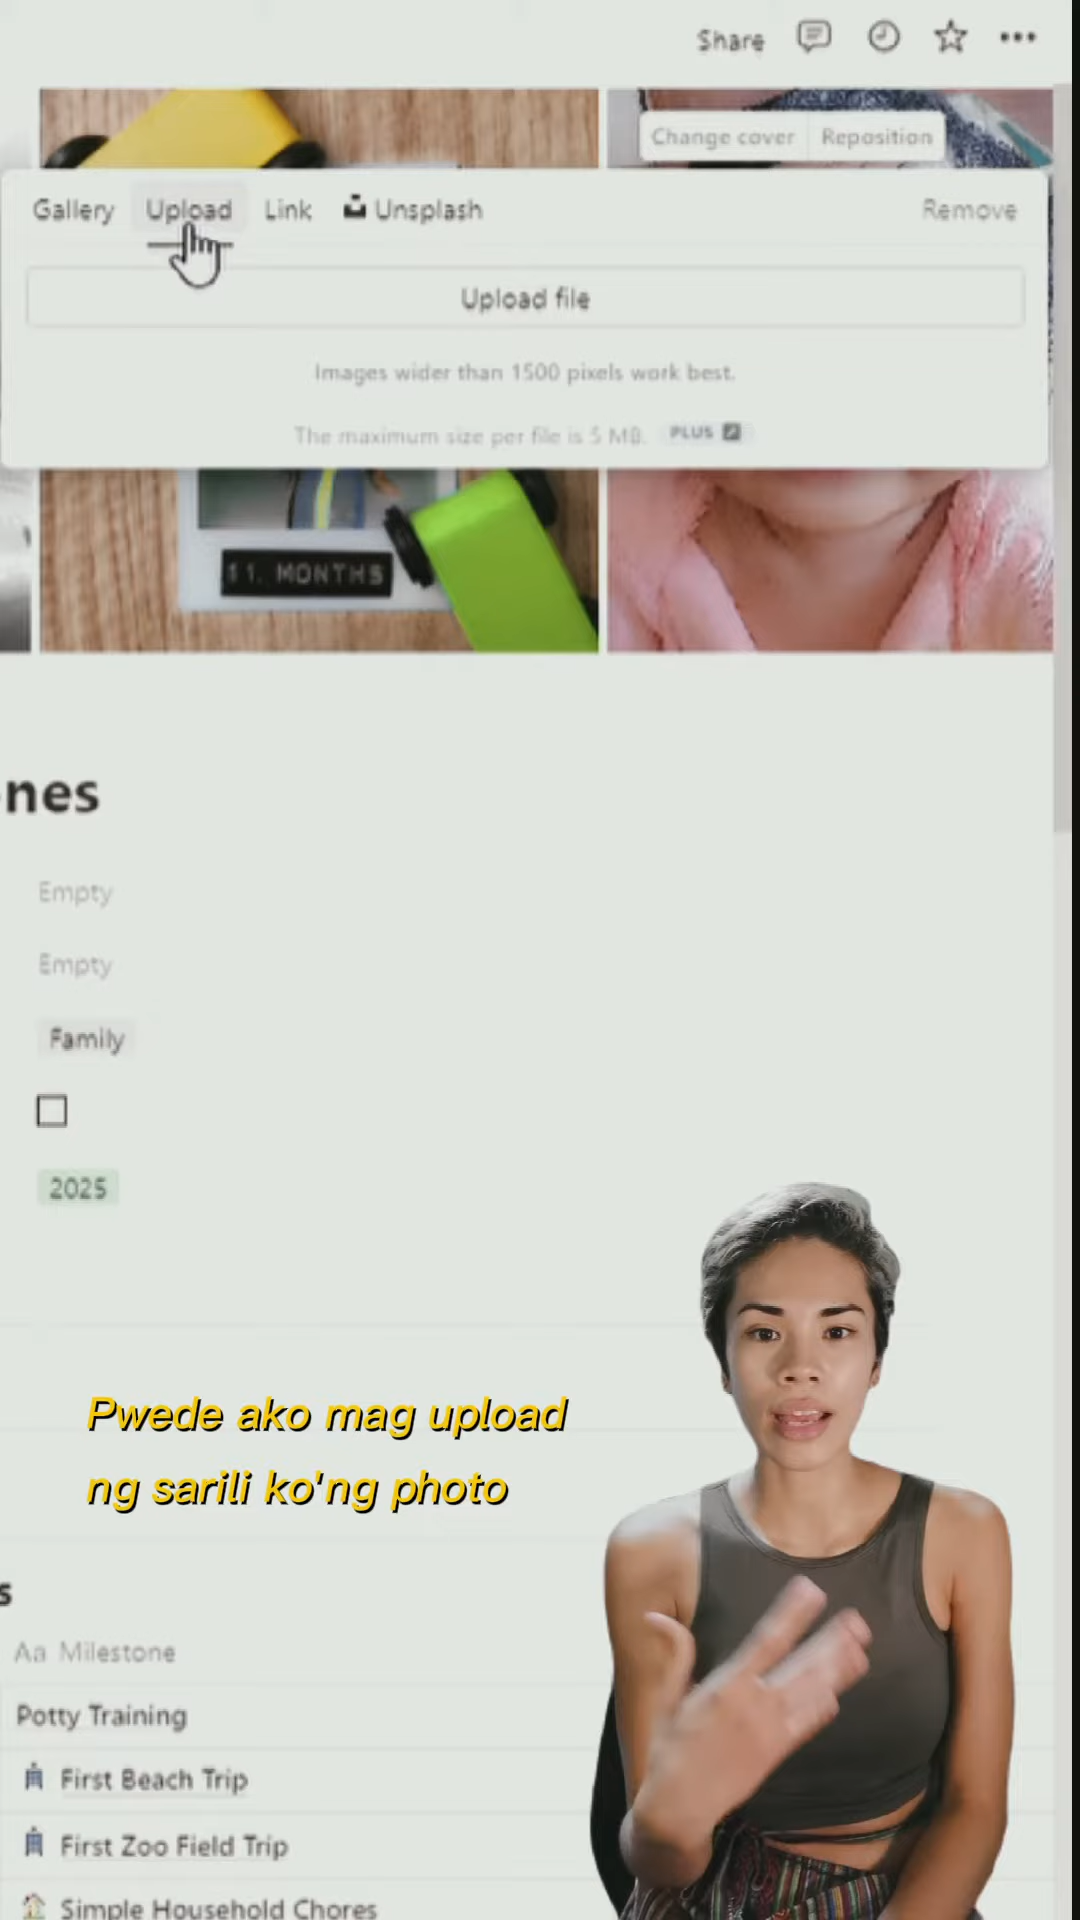 Share
Change cover Reposition
Gallery Upload Link Unsplash Remove
Upload file
Images wider than 1500 pixels work best.
The maximum size per file is 5 MB. PLUS
11. MONTHS
nes
Empty
Empty
Family
2025
Pwede ako mag upload
ng sarili ko'ng photo
s
Aa Milestone
Potty Training
First Beach Trip
First Zoo Field Trip
Simple Household Chores